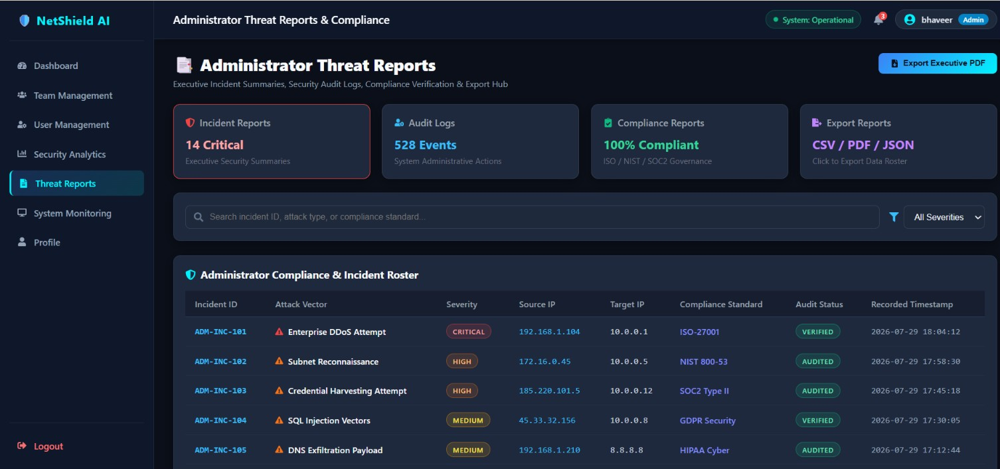 NetShield AI
Administrator Threat Reports & Compliance
System: Operational
3
bhaveer Admin
Dashboard
Team Management
User Management
Security Analytics
Threat Reports
System Monitoring
Profile
Logout
Administrator Threat Reports
Export Executive PDF
Executive Incident Summaries, Security Audit Logs, Compliance Verification & Export Hub
Incident Reports
14 Critical
Executive Security Summaries
Audit Logs
528 Events
System Administrative Actions
Compliance Reports
100% Compliant
ISO / NIST / SOC2 Governance
Export Reports
CSV / PDF / JSON
Click to Export Data Roster
Search incident ID, attack type, or compliance standard...
All Severities
Administrator Compliance & Incident Roster
Incident ID Attack Vector Severity Source IP Target IP Compliance Standard Audit Status Recorded Timestamp
ADM-INC-101 Enterprise DDoS Attempt CRITICAL 192.168.1.104 10.0.0.1 ISO-27001 VERIFIED 2026-07-29 18:04:12
ADM-INC-102 Subnet Reconnaissance HIGH 172.16.0.45 10.0.0.5 NIST 800-53 AUDITED 2026-07-29 17:58:30
ADM-INC-103 Credential Harvesting Attempt HIGH 185.220.101.5 10.0.0.12 SOC2 Type II AUDITED 2026-07-29 17:45:18
ADM-INC-104 SQL Injection Vectors MEDIUM 45.33.32.156 10.0.0.8 GDPR Security VERIFIED 2026-07-29 17:30:05
ADM-INC-105 DNS Exfiltration Payload MEDIUM 192.168.1.210 8.8.8.8 HIPAA Cyber AUDITED 2026-07-29 17:12:44